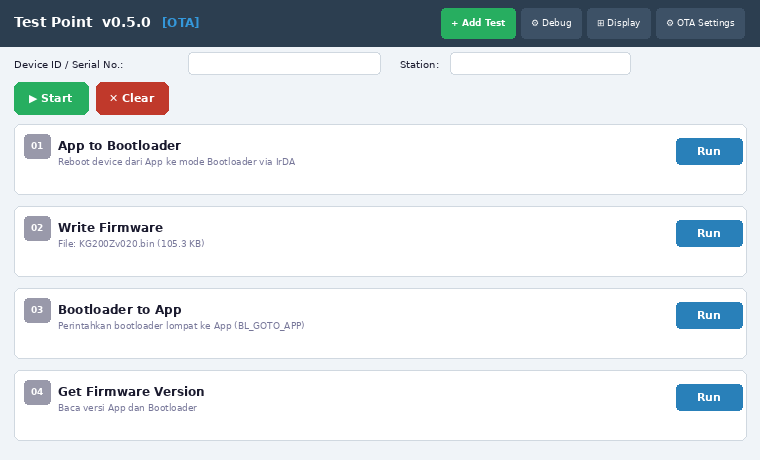 Test Point v0.5.0 [OTA] + Add Test ⚙ Debug ⊞ Display ⚙ OTA Settings
Device ID / Serial No.: Station:
▶ Start ✕ Clear
01 App to Bootloader Run
Reboot device dari App ke mode Bootloader via IrDA
02 Write Firmware Run
File: KG200Zv020.bin (105.3 KB)
03 Bootloader to App Run
Perintahkan bootloader lompat ke App (BL_GOTO_APP)
04 Get Firmware Version Run
Baca versi App dan Bootloader